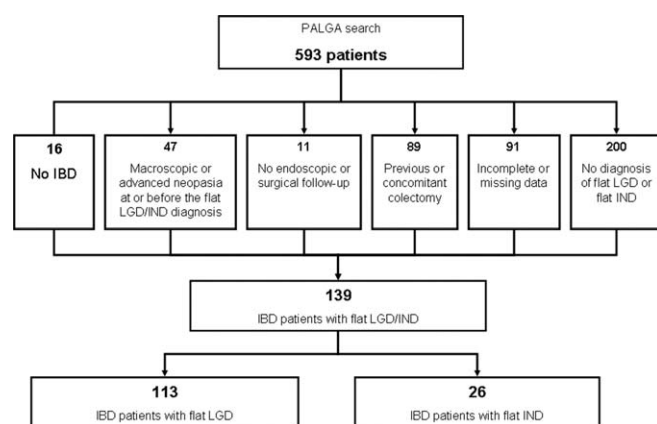 PALGA search
593 patients
16
No IBD
47
Macroscopic or
advanced neopasia
at or before the flat
LGD/IND diagnosis
11
No endoscopic or
surgical follow-up
89
Previous or
concomitant
colectomy
91
Incomplete or
missing data
200
No diagnosis
of flat LGD or
flat IND
139
IBD patients with flat LGD/IND
113
IBD patients with flat LGD
26
IBD patients with flat IND